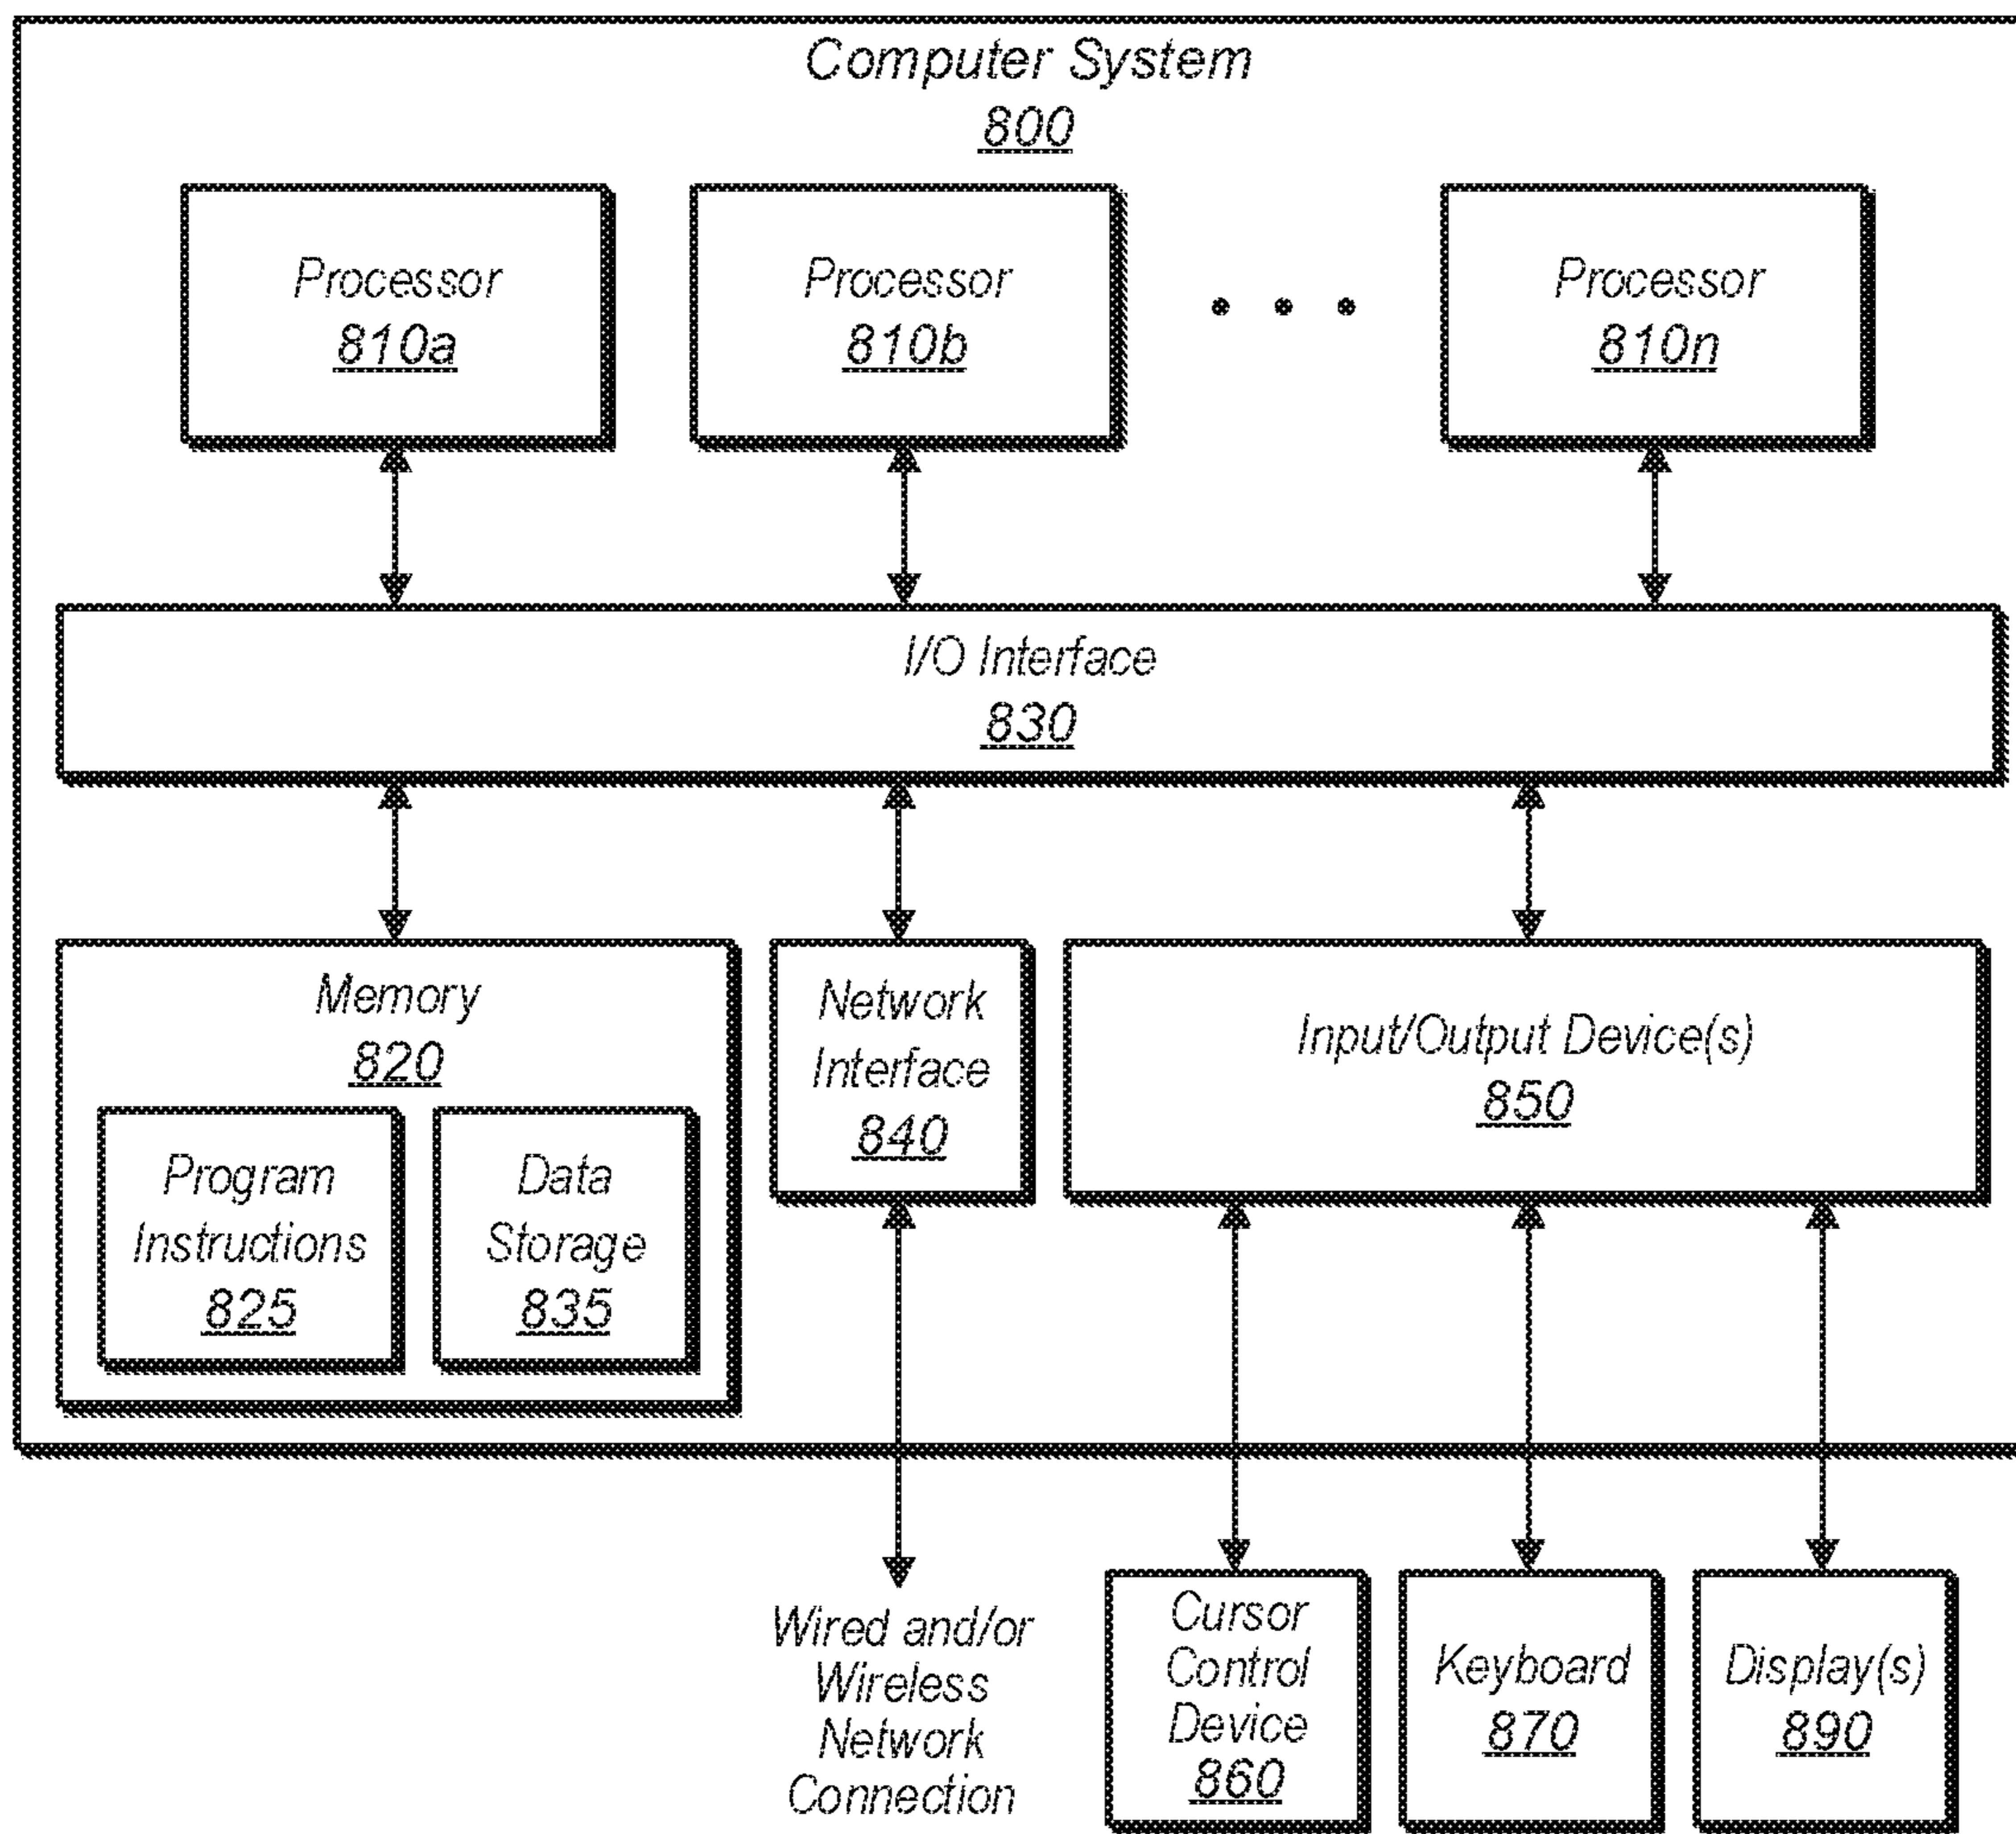 Computer System
800
Processor
810a
Processor
810b
Processor
810n
I/O Interface
830
Memory
820
Program
Instructions
825
Data
Storage
835
Network
Interface
840
Input/Output Device(s)
850
Wired and/or
Wireless
Network
Connection
Cursor
Control
Device
860
Keyboard
870
Display(s)
890